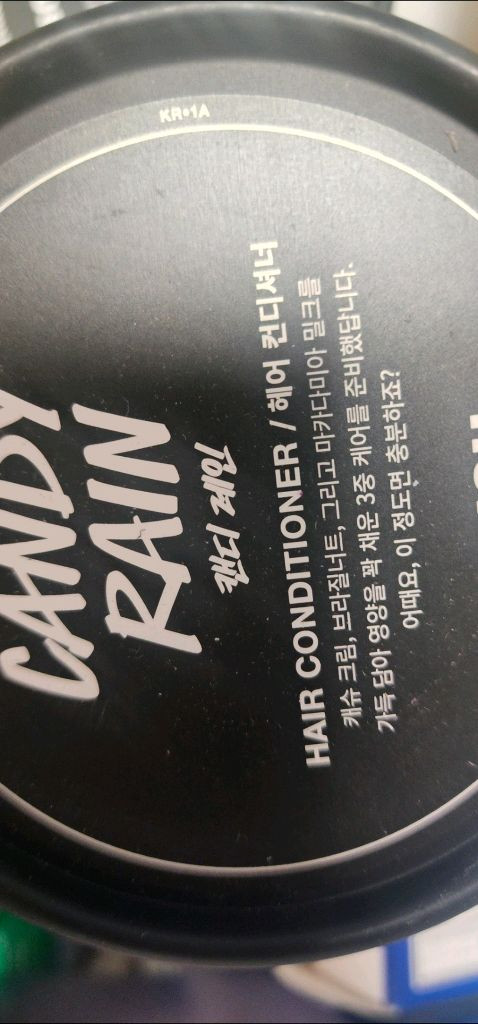 KR•1A
CANDY
RAIN
캔디 레인
HAIR CONDITIONER / 헤어 컨디셔너
캐슈 크림, 브라질너트, 그리고 마카다미아 밀크를
가득 담아 영양을 꽉 채운 3중 케어를 준비했답니다.
어때요, 이 정도면 충분하죠?